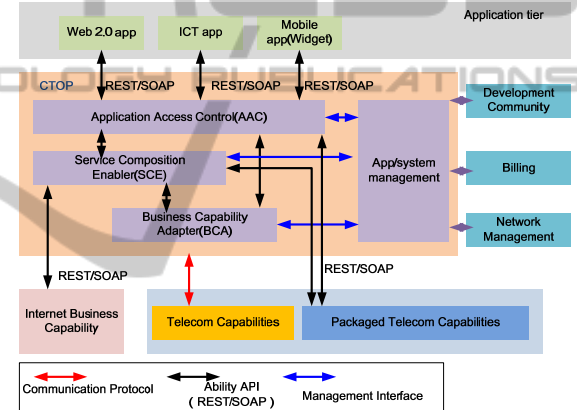 Application tier
Web 2.0 app
ICT app
Mobile
app(Widget)
CTOP
REST/SOAP
REST/SOAP
REST/SOAP
Application Access Control(AAC)
Service Composition
Enabler(SCE)
Business Capability
Adapter(BCA)
App/system
management
Development
Community
Billing
Network
Management
REST/SOAP
REST/SOAP
Internet Business
Capability
Telecom Capabilities
Packaged Telecom Capabilities
Communication Protocol
Ability API
( REST/SOAP )
Management Interface
OLOGY PUBLICATIONS